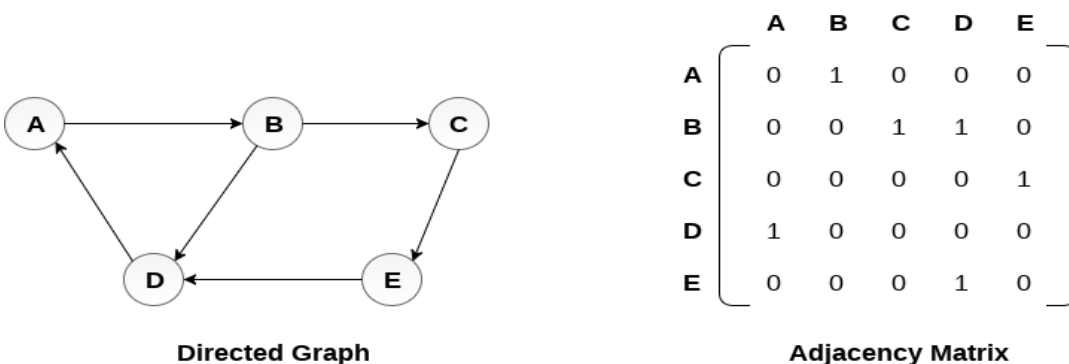 A B C D E
A 0 1 0 0 0
B 0 0 1 1 0
C 0 0 0 0 1
D 1 0 0 0 0
E 0 0 0 1 0
A B C
D E
Directed Graph
Adjacency Matrix